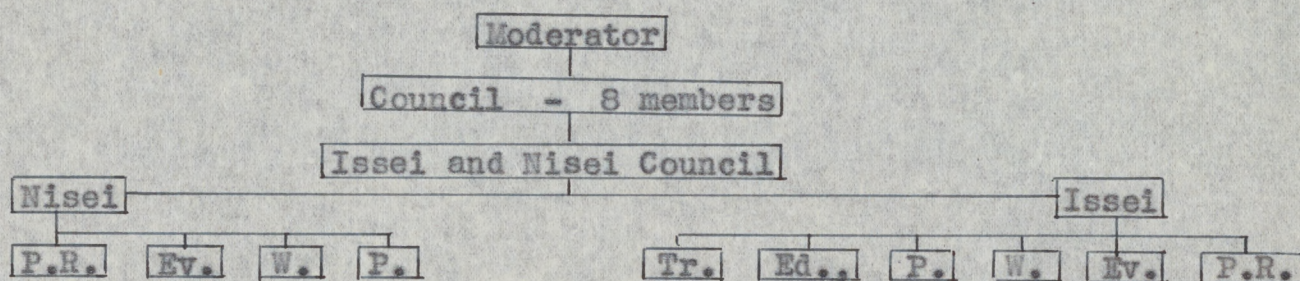 Moderator
Council - 8 members
Issei and Nisei Council
Nisei Issei
P.R. Ev. W. P. Tr. Ed.. P. W. Ev. P.R.